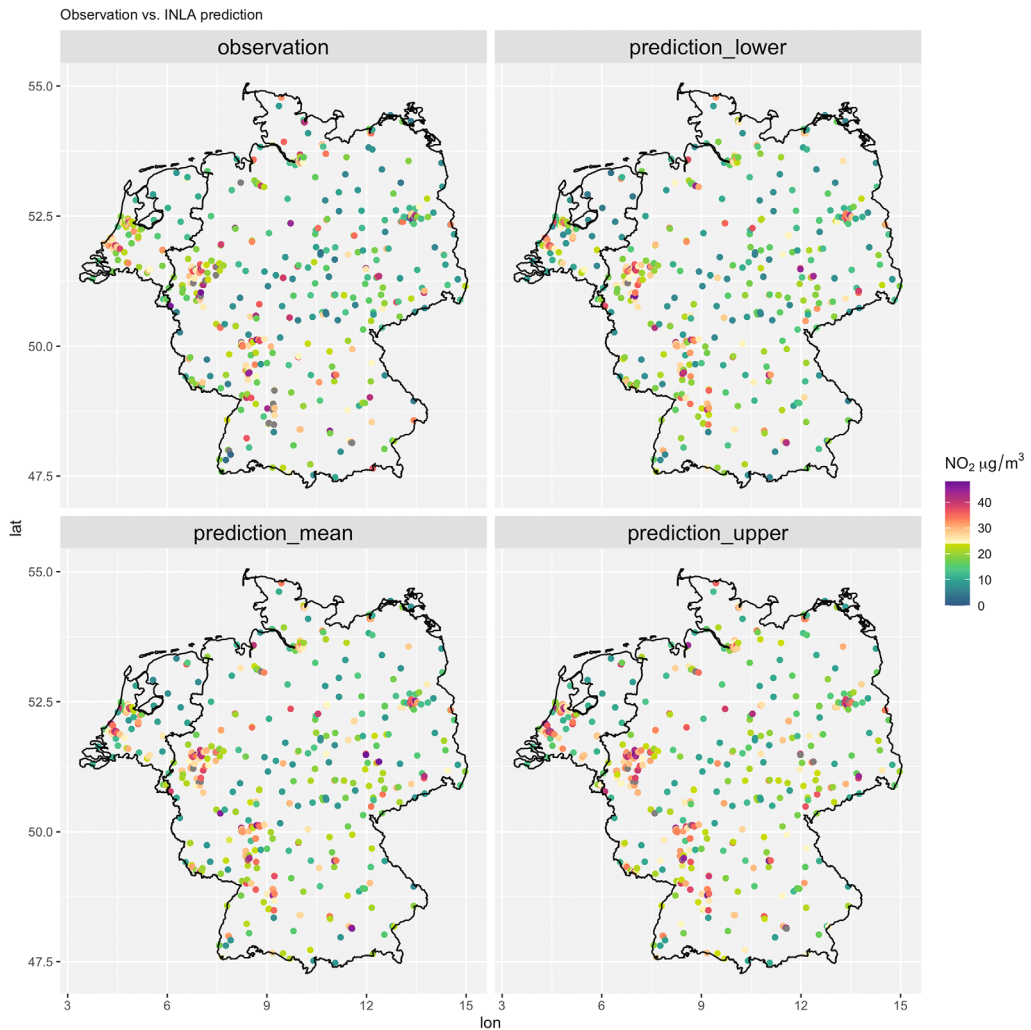 Observation vs. INLA prediction
observation
prediction_lower
55.0
52.5
50.0
47.5
prediction_mean
prediction_upper
55.0
52.5
50.0
47.5
lat
3 6 9 12 15 3 6 9 12 15
lon
NO₂ μg/m³
40
30
20
10
0